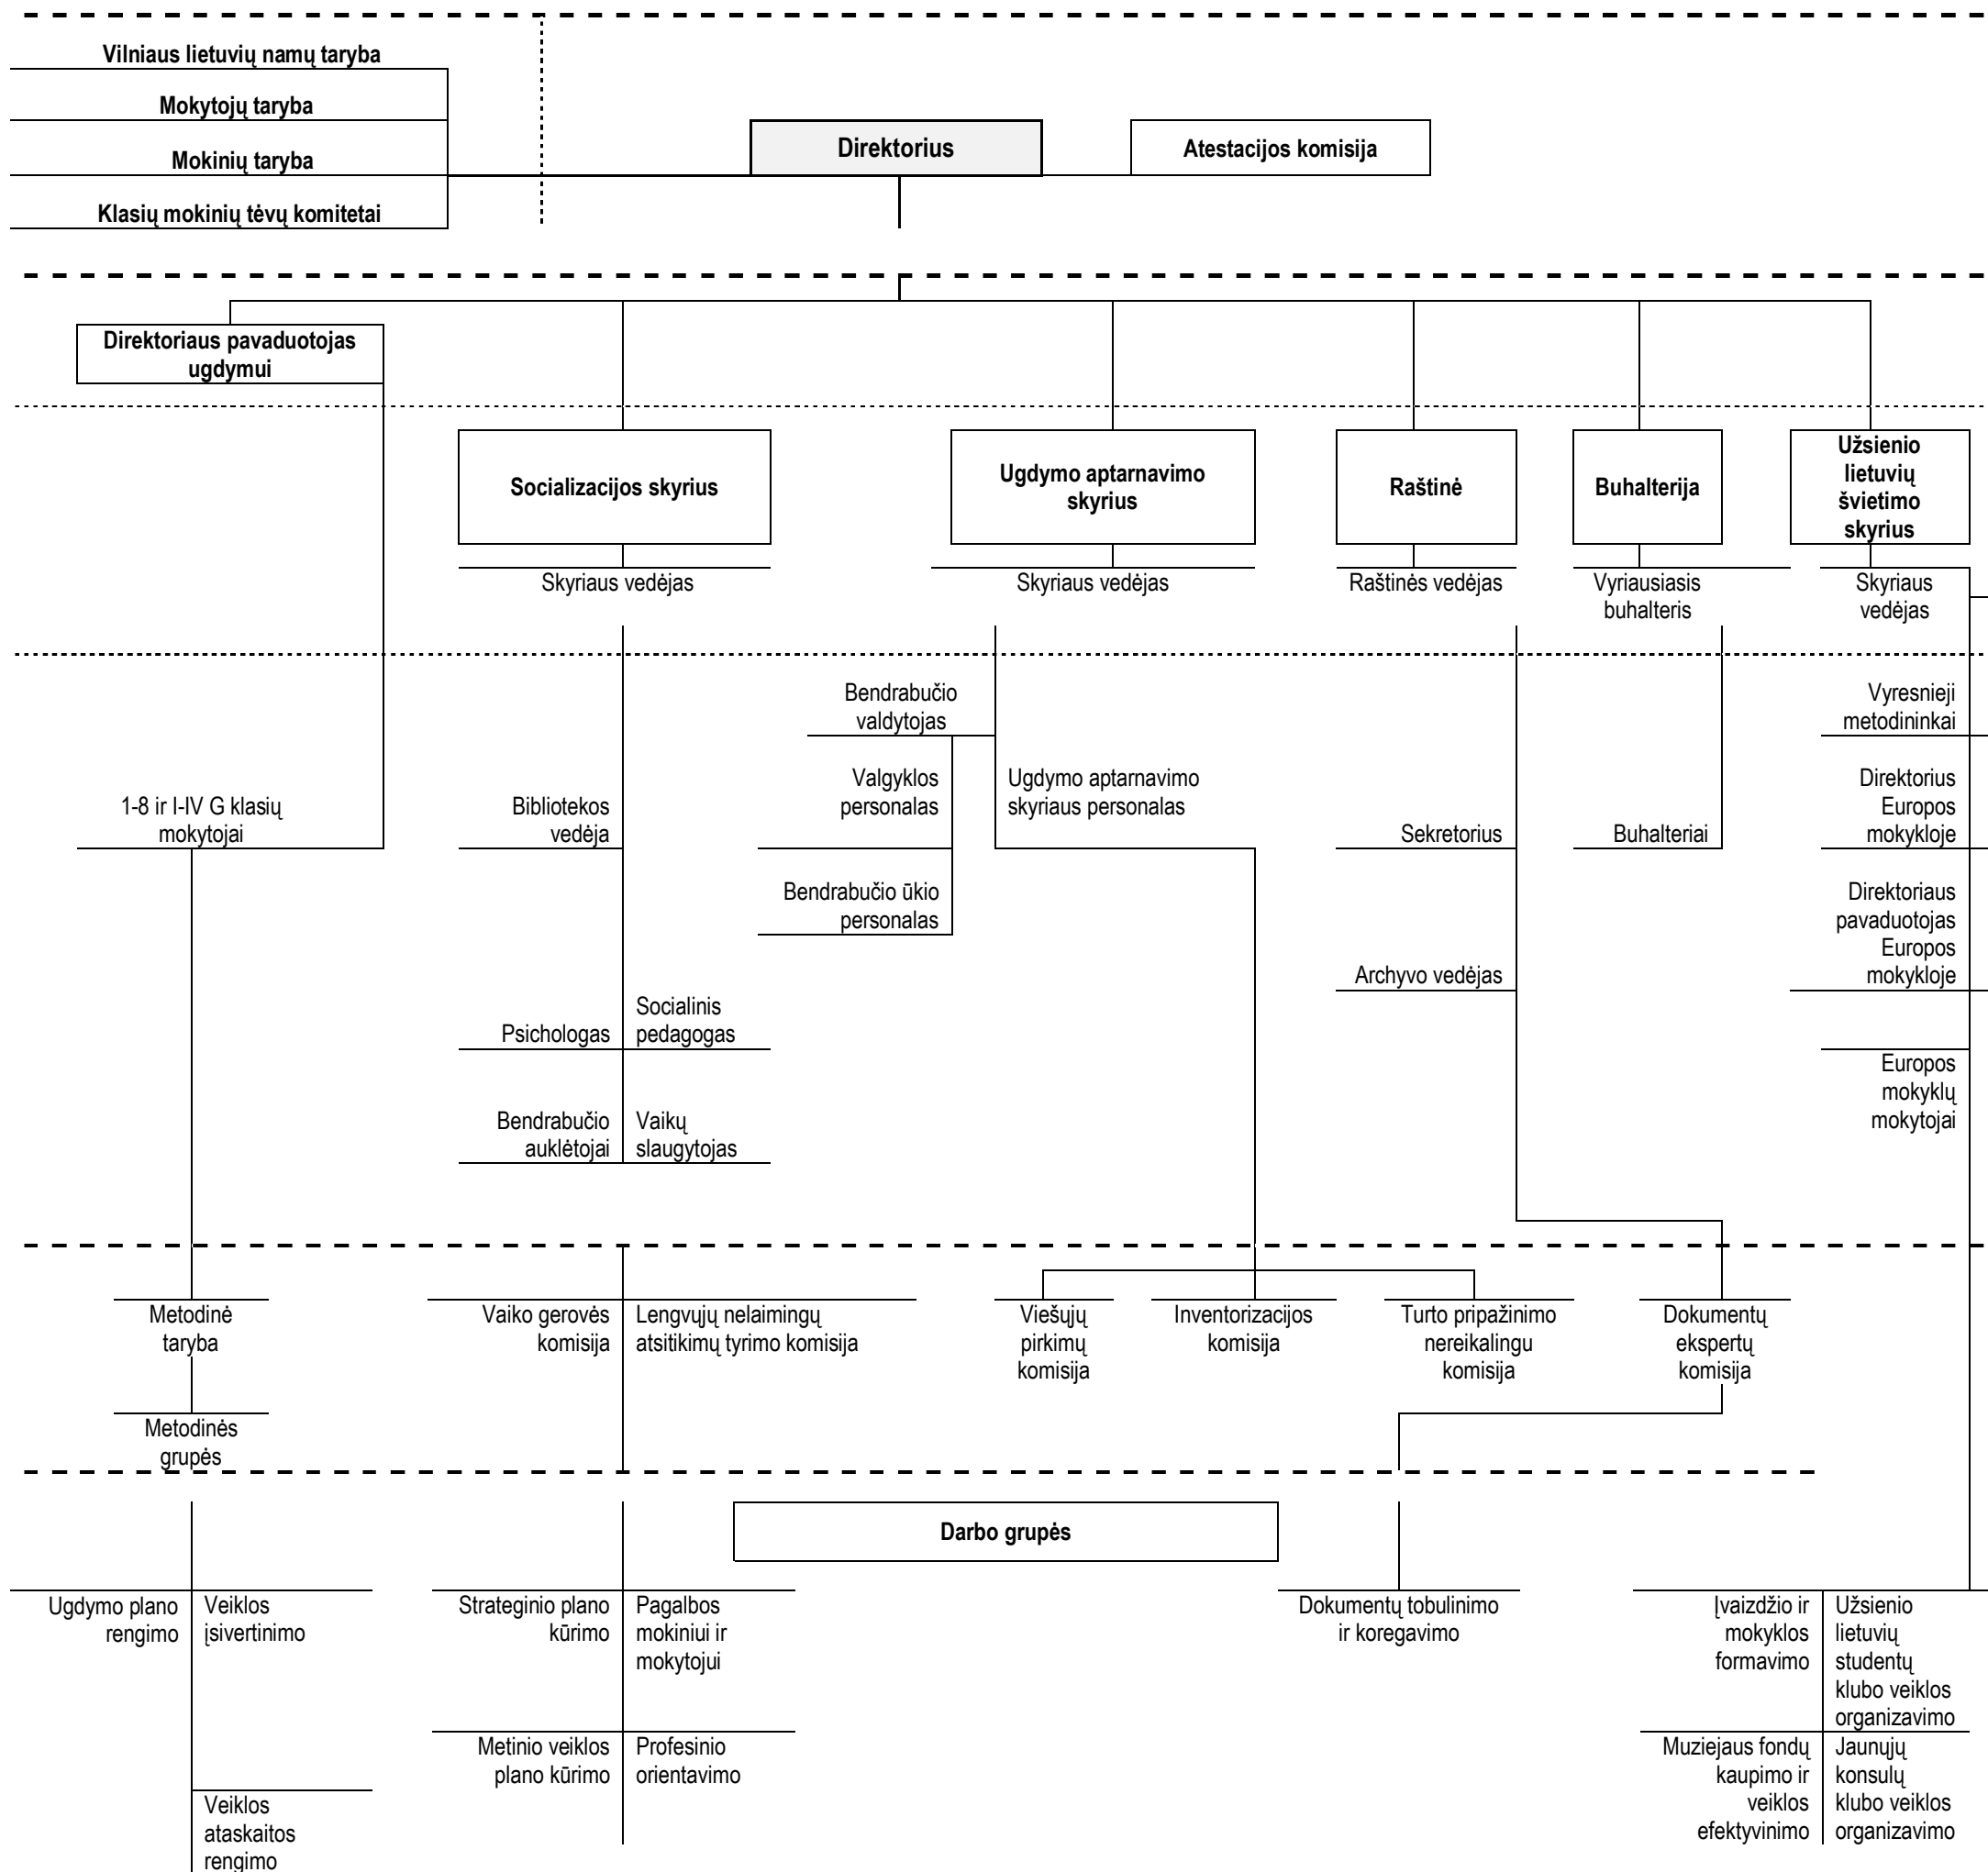 Vilniaus lietuvių namų taryba
Mokytojų taryba
Mokinių taryba
Klasių mokinių tėvų komitetai
Direktorius
Atestacijos komisija
Direktoriaus pavaduotojas
ugdymui
Socializacijos skyrius
Ugdymo aptarnavimo
skyrius
Raštinė
Buhalterija
Užsienio
lietuvių
švietimo
skyrius
Skyriaus vedėjas
Skyriaus vedėjas
Raštinės vedėjas
Vyriausiasis
buhalteris
Skyriaus
vedėjas
1-8 ir I-IV G klasių
mokytojai
Bibliotekos
vedėja
Psichologas
Socialinis
pedagogas
Bendrabučio
auklėtojai
Vaikų
slaugytojas
Bendrabučio
valdytojas
Valgyklos
personalas
Bendrabučio ūkio
personalas
Ugdymo aptarnavimo
skyriaus personalas
Sekretorius
Archyvo vedėjas
Buhalteriai
Vyresnieji
metodininkai
Direktorius
Europos
mokykloje
Direktoriaus
pavaduotojas
Europos
mokykloje
Europos
mokyklų
mokytojai
Metodinė
taryba
Metodinės
grupės
Vaiko gerovės
komisija
Lengvųjų nelaimingų
atsitikimų tyrimo komisija
Viešųjų
pirkimų
komisija
Inventorizacijos
komisija
Turto pripažinimo
nereikalingu
komisija
Dokumentų
ekspertų
komisija
Darbo grupės
Ugdymo plano
rengimo
Veiklos
įsivertinimo
Veiklos
ataskaitos
rengimo
Strateginio plano
kūrimo
Pagalbos
mokiniui ir
mokytojui
Metinio veiklos
plano kūrimo
Profesinio
orientavimo
Dokumentų tobulinimo
ir koregavimo
Įvaizdžio ir
mokyklos
formavimo
Užsienio
lietuvių
studentų
klubo veiklos
organizavimo
Muziejaus fondų
kaupimo ir
veiklos
efektyvinimo
Jaunųjų
konsulų
klubo veiklos
organizavimo